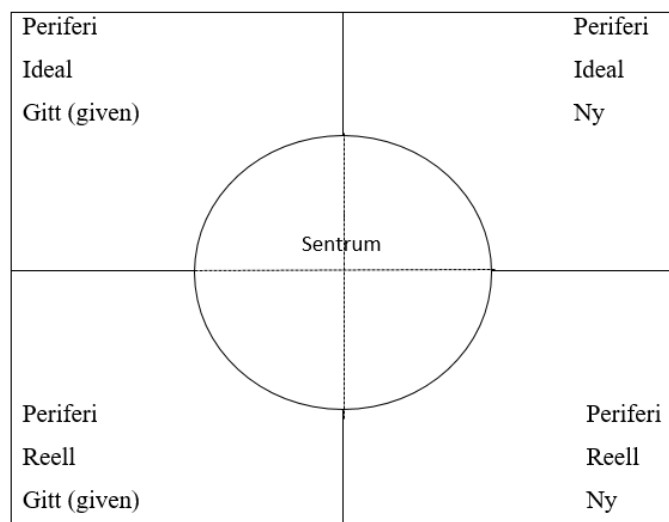 Periferi
Ideal
Gitt (given)
Periferi
Ideal
Ny
Sentrum
Periferi
Reell
Gitt (given)
Periferi
Reell
Ny